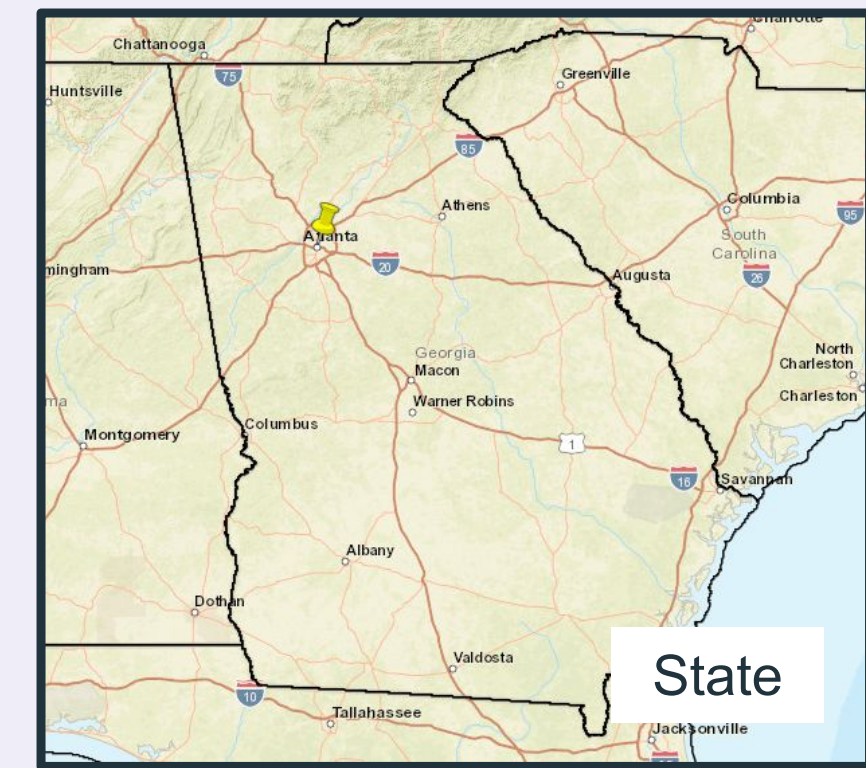 Charlotte
Chattanooga
75
Greenville
Huntsville
85
Athens
Columbia
95
Atlanta
South
Carolina
mingham
20
26
Augusta
Georgia
Macon
North
Charleston
Warner Robins
Charleston
ma
Columbus
Montgomery
1
16
Savannah
Albany
Dothan
Valdosta
State
10
Tallahassee
Jacksonville